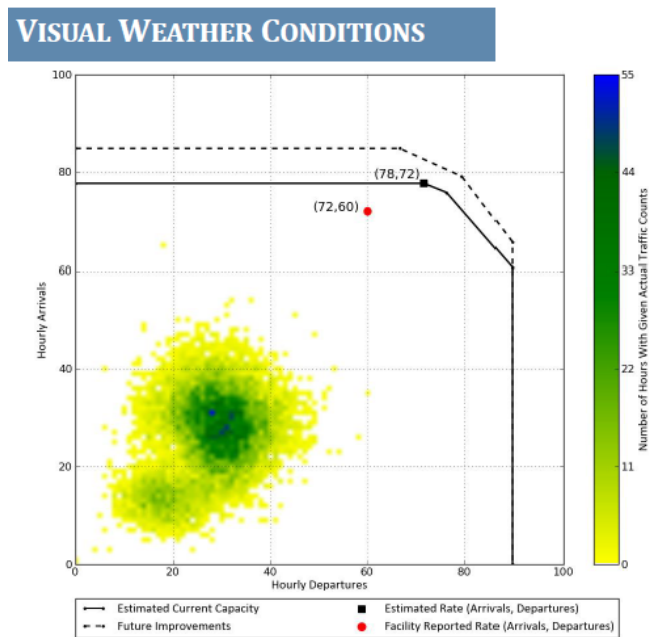 VISUAL WEATHER CONDITIONS
100
80
60
40
20
0
Hourly Arrivals
(78,72)
(72,60)
0
20
40
60
80
100
Hourly Departures
55
44
33
22
11
0
Number of Hours With Given Actual Traffic Counts
Estimated Current Capacity
Future Improvements
Estimated Rate (Arrivals, Departures)
Facility Reported Rate (Arrivals, Departures)